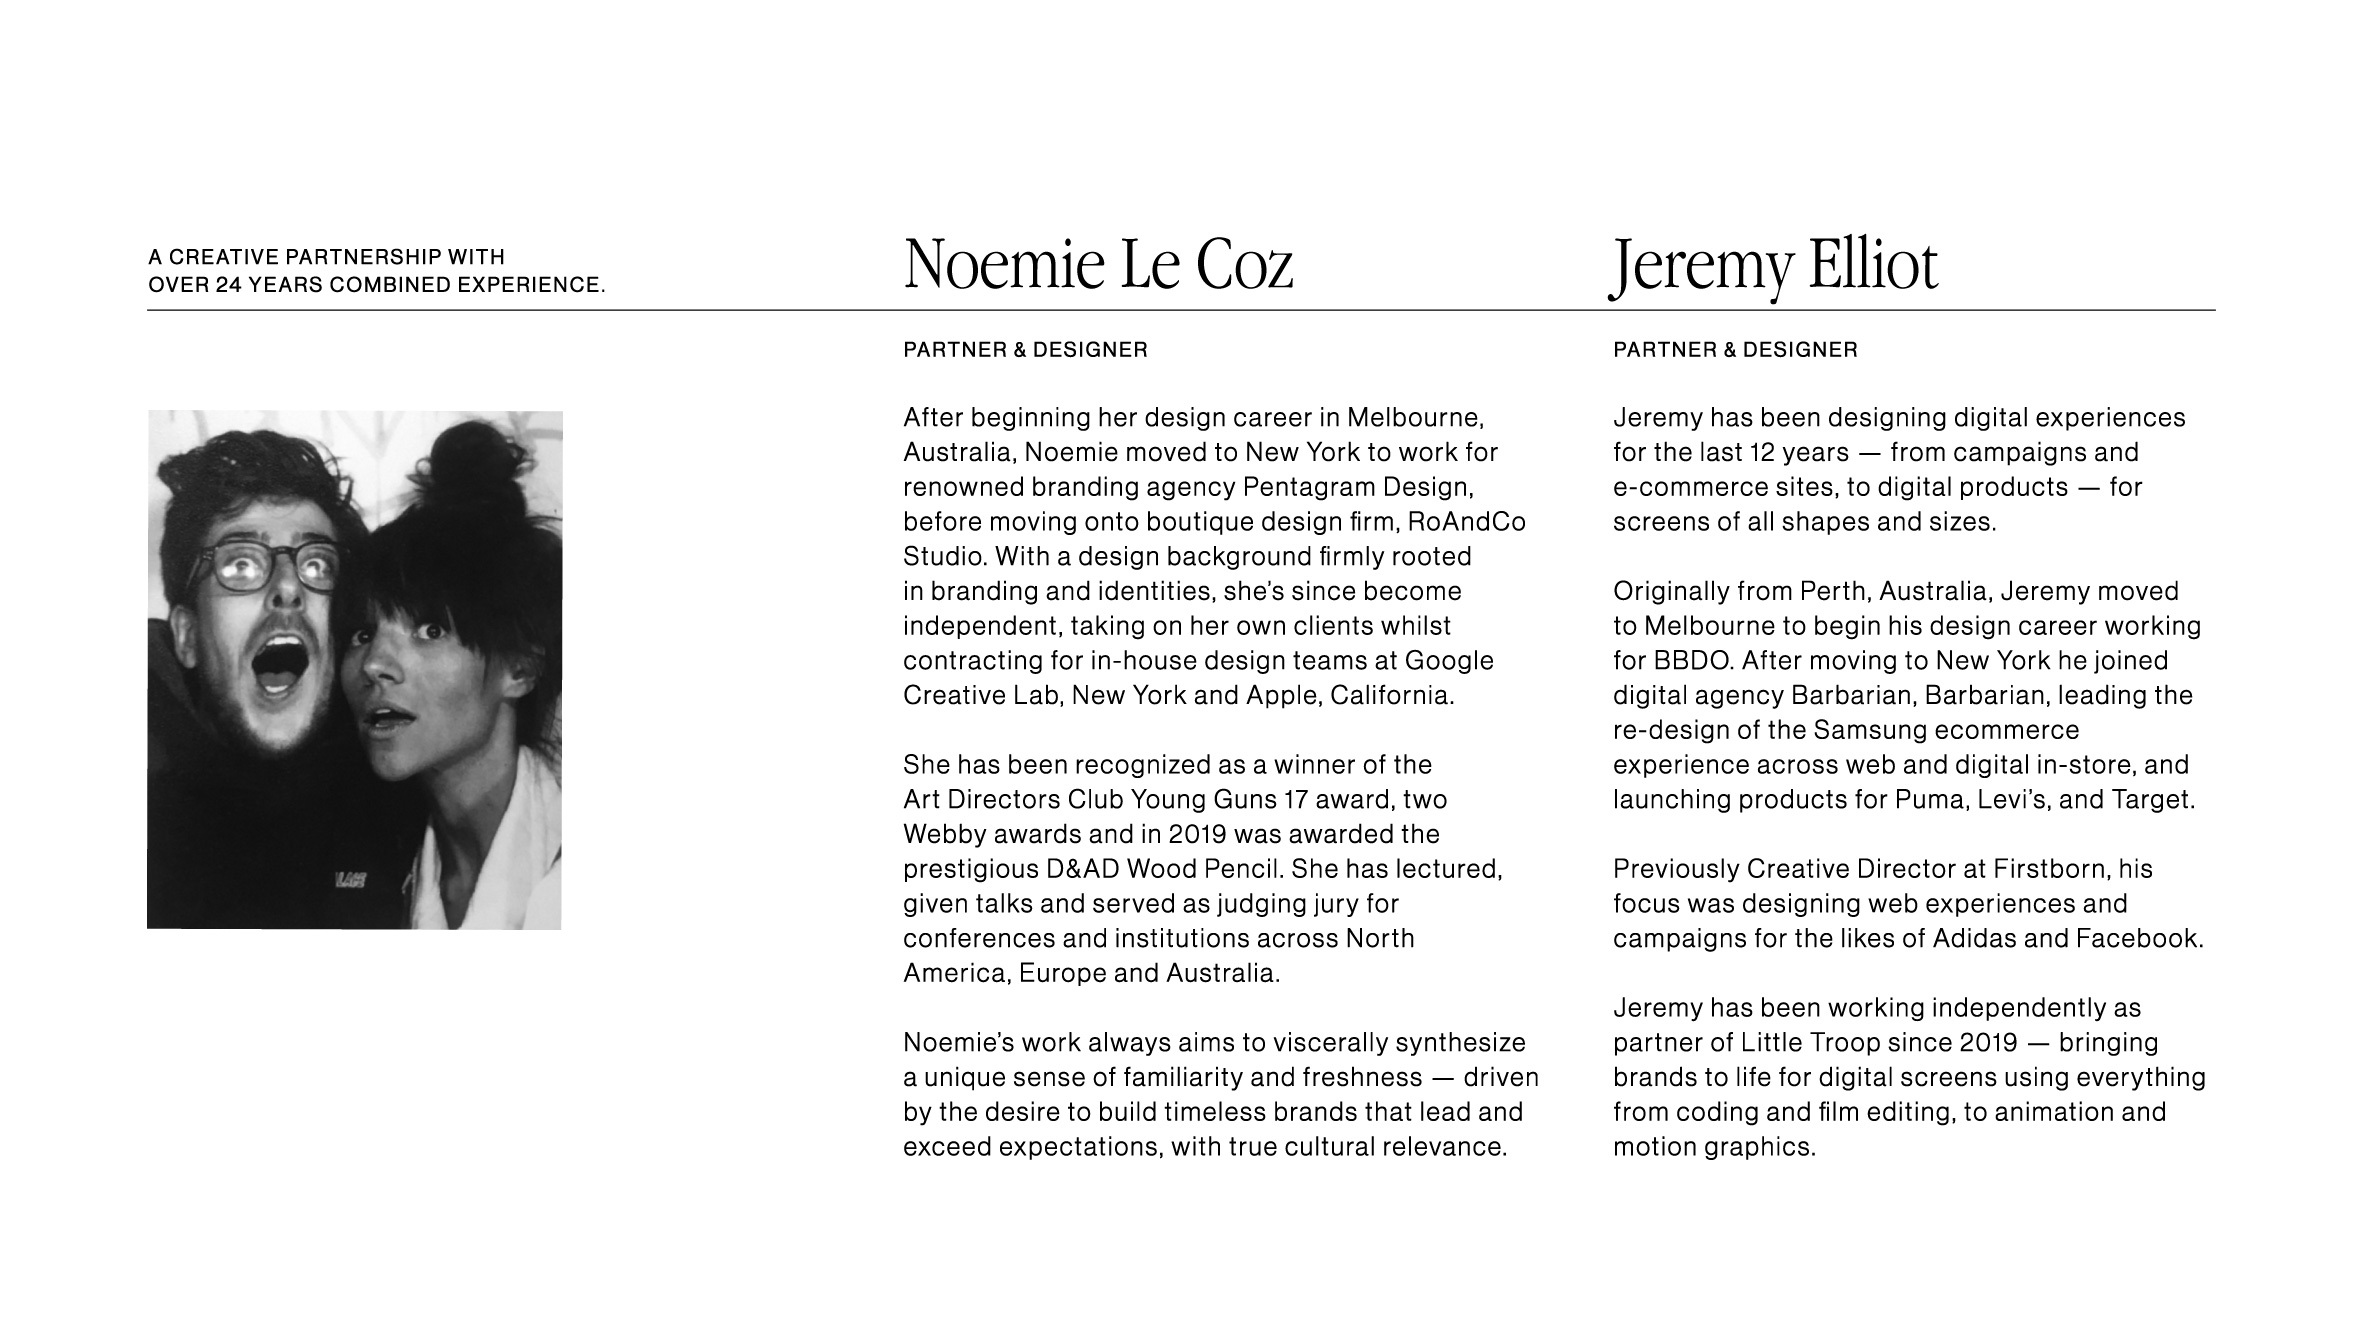 A CREATIVE PARTNERSHIP WITH
OVER 24 YEARS COMBINED EXPERIENCE.
Noemie Le Coz
PARTNER & DESIGNER
After beginning her design career in Melbourne,
Australia, Noemie moved to New York to work for
renowned branding agency Pentagram Design,
before moving onto boutique design firm, RoAndCo
Studio. With a design background firmly rooted
in branding and identities, she’s since become
independent, taking on her own clients whilst
contracting for in-house design teams at Google
Creative Lab, New York and Apple, California.
She has been recognized as a winner of the
Art Directors Club Young Guns 17 award, two
Webby awards and in 2019 was awarded the
prestigious D&AD Wood Pencil. She has lectured,
given talks and served as judging jury for
conferences and institutions across North
America, Europe and Australia.
Noemie’s work always aims to viscerally synthesize
a unique sense of familiarity and freshness — driven
by the desire to build timeless brands that lead and
exceed expectations, with true cultural relevance.
Jeremy Elliot
PARTNER & DESIGNER
Jeremy has been designing digital experiences
for the last 12 years — from campaigns and
e-commerce sites, to digital products — for
screens of all shapes and sizes.
Originally from Perth, Australia, Jeremy moved
to Melbourne to begin his design career working
for BBDO. After moving to New York he joined
digital agency Barbarian, Barbarian, leading the
re-design of the Samsung ecommerce
experience across web and digital in-store, and
launching products for Puma, Levi’s, and Target.
Previously Creative Director at Firstborn, his
focus was designing web experiences and
campaigns for the likes of Adidas and Facebook.
Jeremy has been working independently as
partner of Little Troop since 2019 — bringing
brands to life for digital screens using everything
from coding and film editing, to animation and
motion graphics.